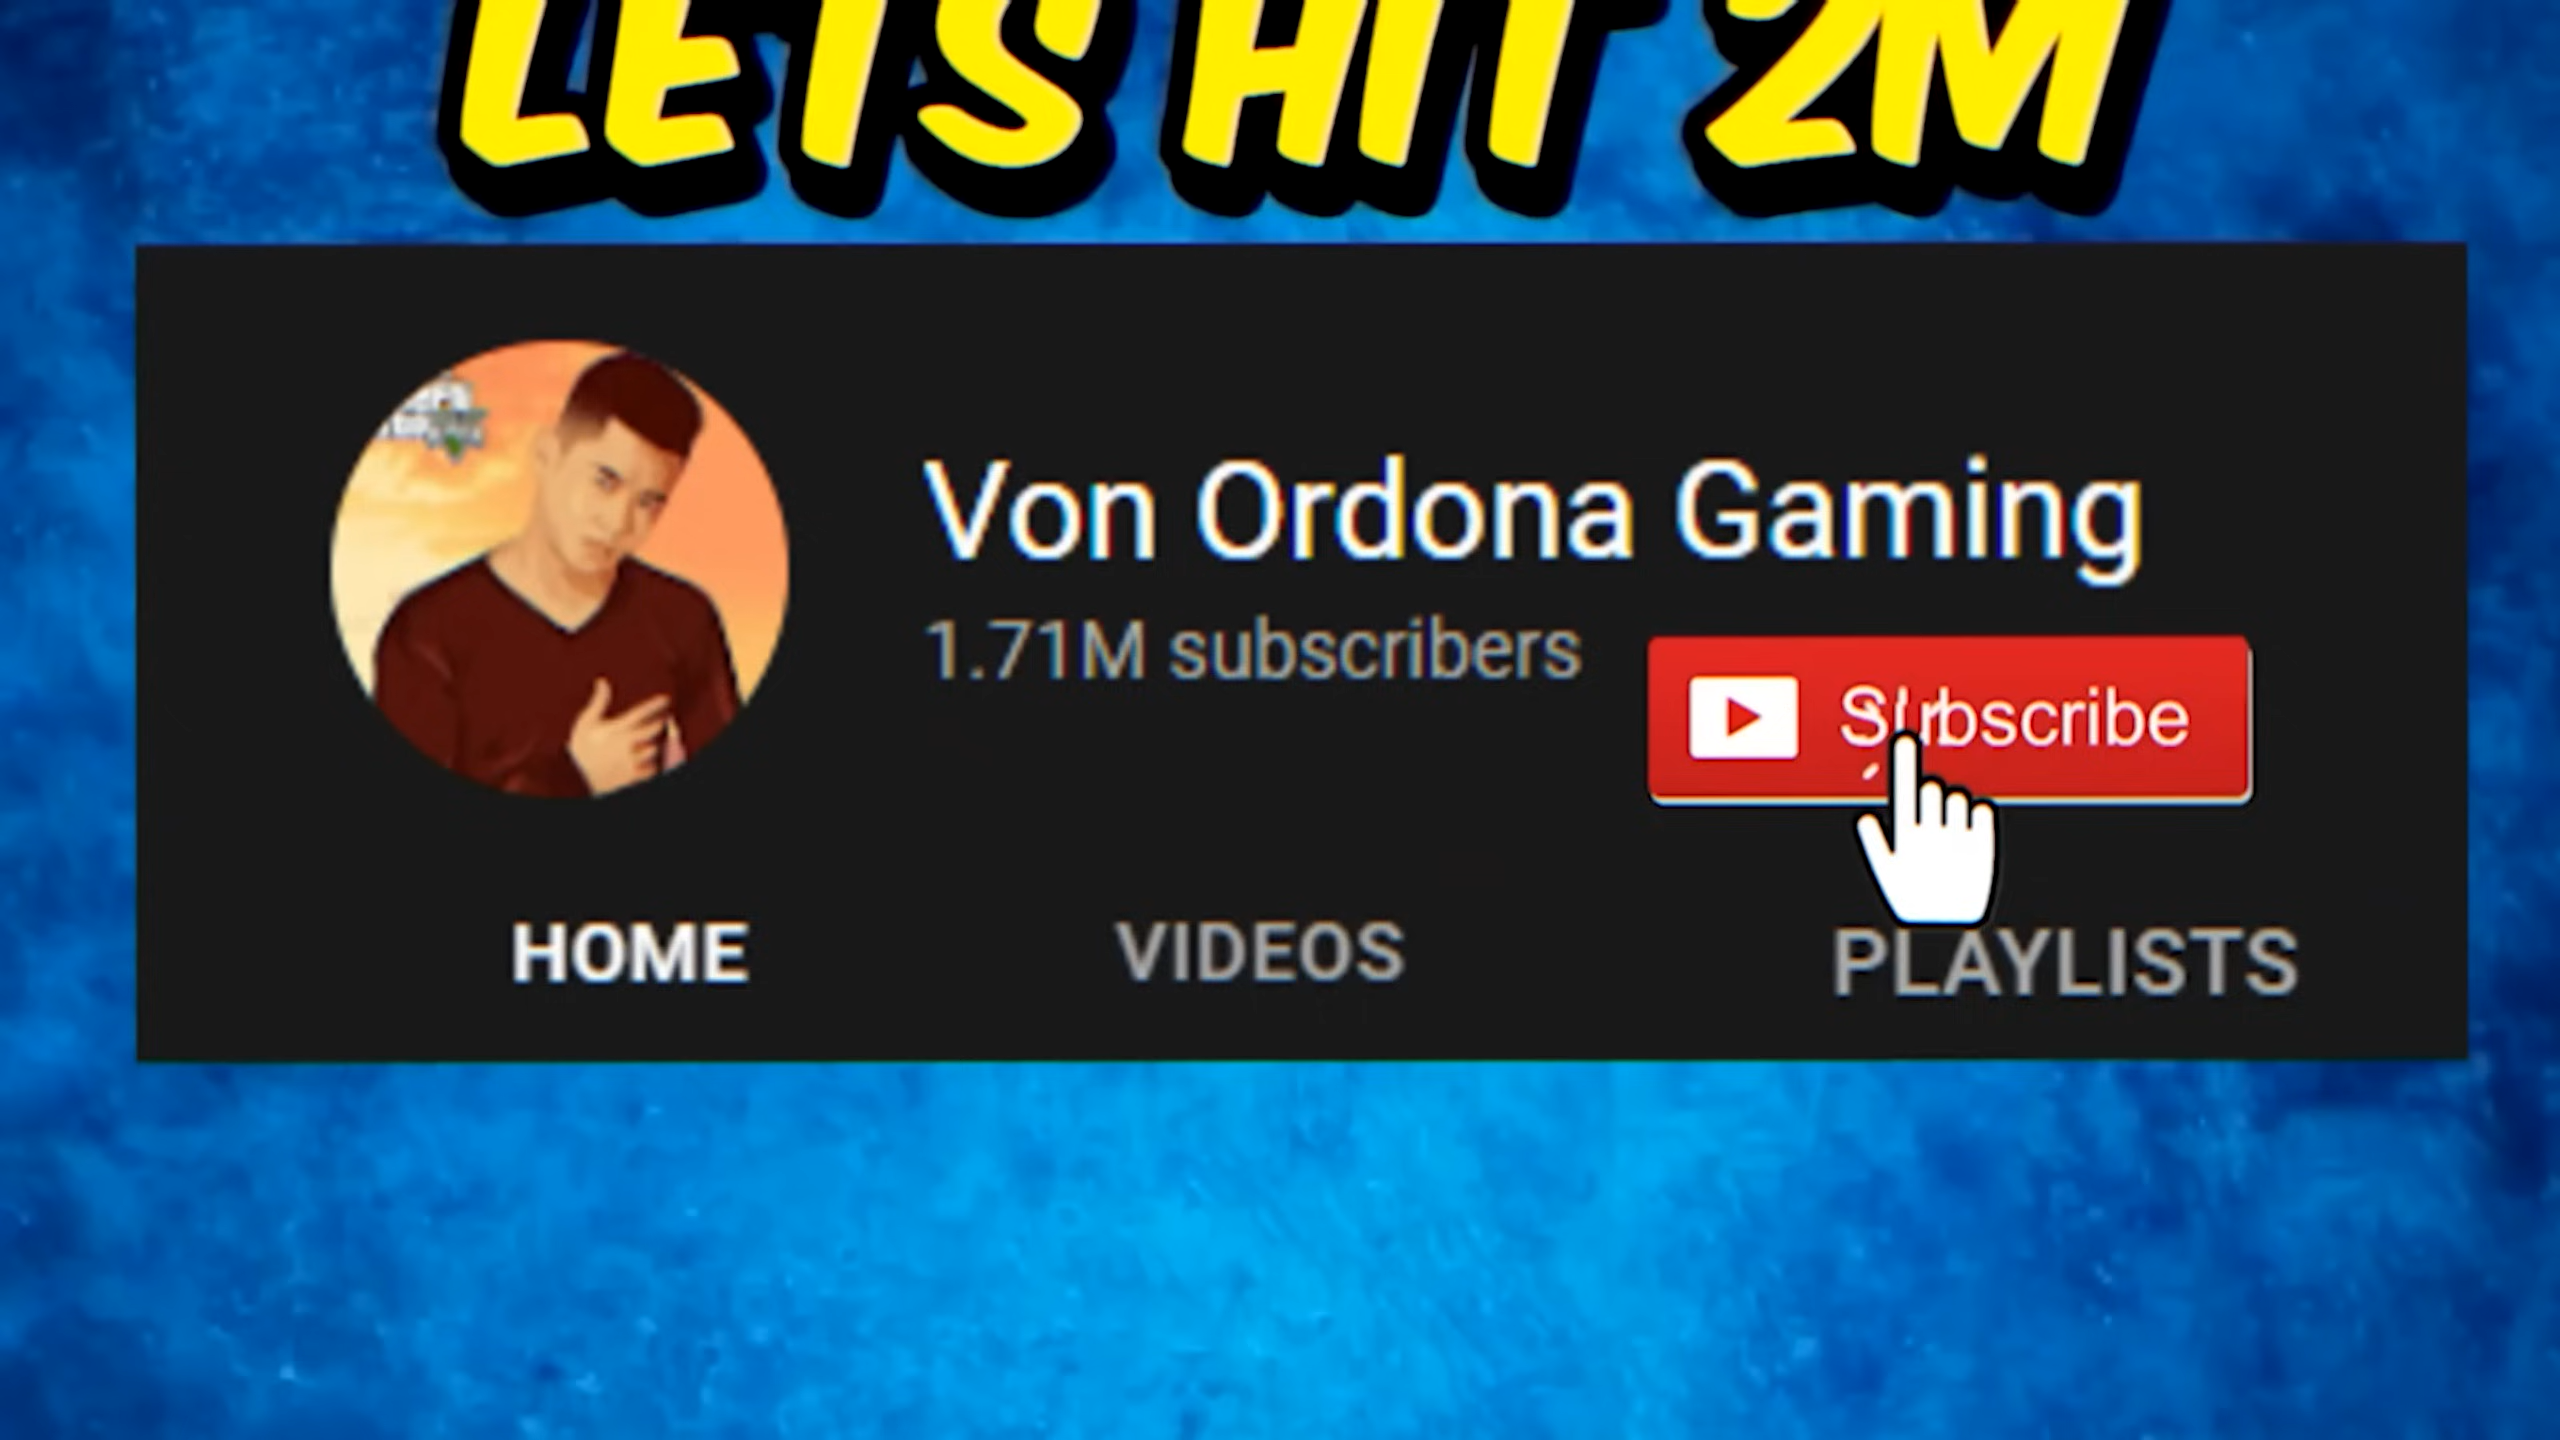 LETS HIT 2M
Von Ordona Gaming
1.71M subscribers
Subscribe
HOME VIDEOS PLAYLISTS